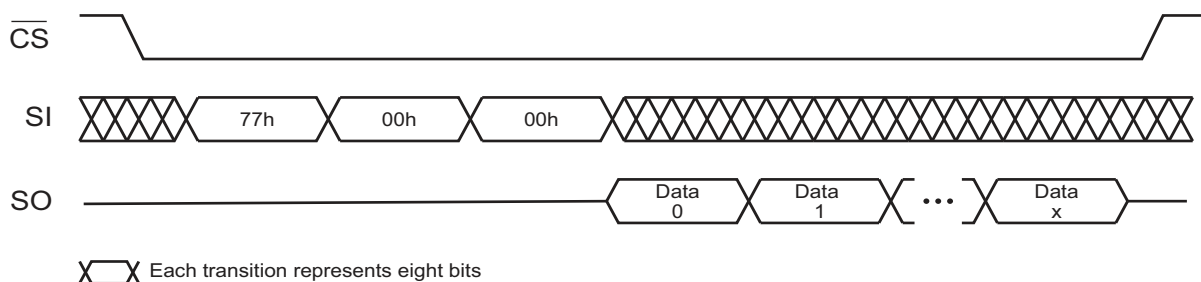 CS
SI 77h 00h 00h
SO Data 0 Data 1 ... Data x
Each transition represents eight bits